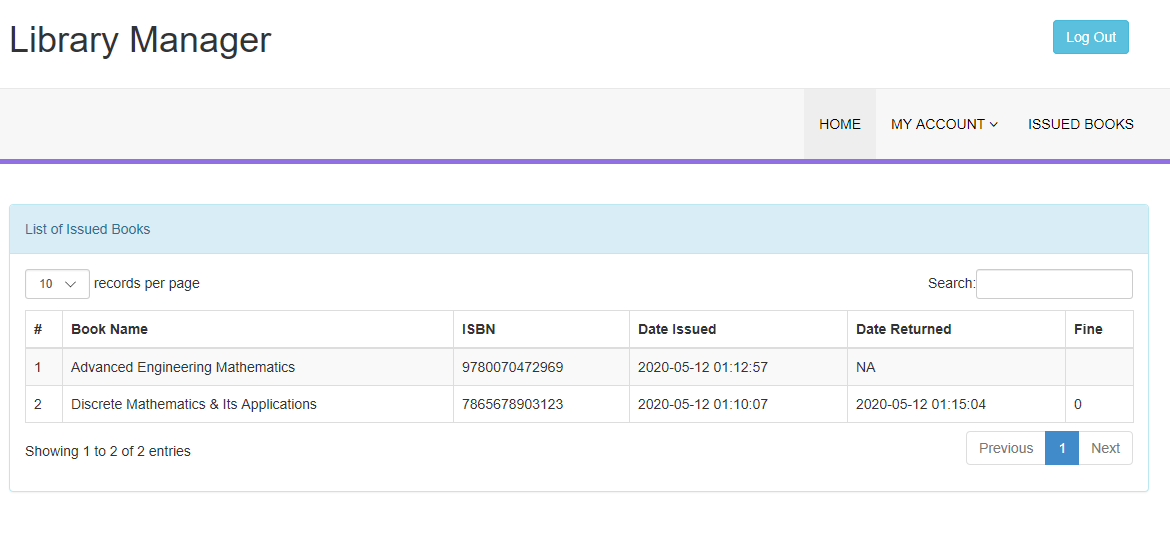 Library Manager
Log Out
HOME MY ACCOUNT ISSUED BOOKS
List of Issued Books
10 records per page Search:
# Book Name ISBN Date Issued Date Returned Fine
1 Advanced Engineering Mathematics 9780070472969 2020-05-12 01:12:57 NA
2 Discrete Mathematics & Its Applications 7865678903123 2020-05-12 01:10:07 2020-05-12 01:15:04 0
Showing 1 to 2 of 2 entries
Previous 1 Next